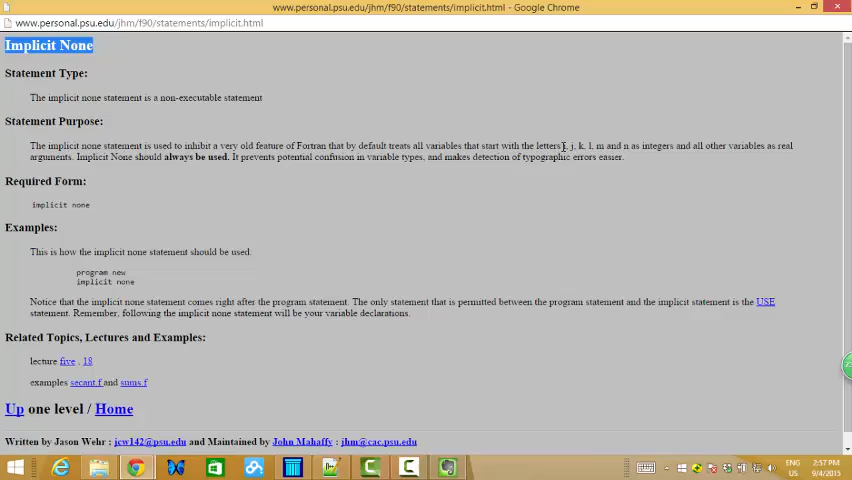 www.personal.psu.edu/jhm/f90/statements/implicit.html - Google Chrome
www.personal.psu.edu/jhm/f90/statements/implicit.html
Implicit None
Statement Type:
The implicit none statement is a non-executable statement
Statement Purpose:
The implicit none statement is used to inhibit a very old feature of Fortran that by default treats all variables that start with the letters i, j, k, l, m and n as integers and all other variables as real
arguments. Implicit None should always be used. It prevents potential confusion in variable types, and makes detection of typographic errors easier.
Required Form:
implicit none
Examples:
This is how the implicit none statement should be used.
program new
implicit none
Notice that the implicit none statement comes right after the program statement. The only statement that is permitted between the program statement and the implicit statement is the USE
statement. Remember, following the implicit none statement will be your variable declarations.
Related Topics, Lectures and Examples:
lecture five , 18
examples secant.f and sums.f
Up one level / Home
Written by Jason Wehr : jcw142@psu.edu and Maintained by John Mahaffy : jhm@cac.psu.edu
ENG 2:57 PM
9/4/2015